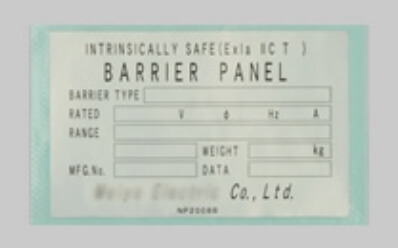 INTRINSICALLY SAFE(ExIa IIC T )
BARRIER PANEL
BARRIER TYPE
RATED V ф Hz A
RANGE
WEIGHT kg
MFG.No. DATA
Co., Ltd.